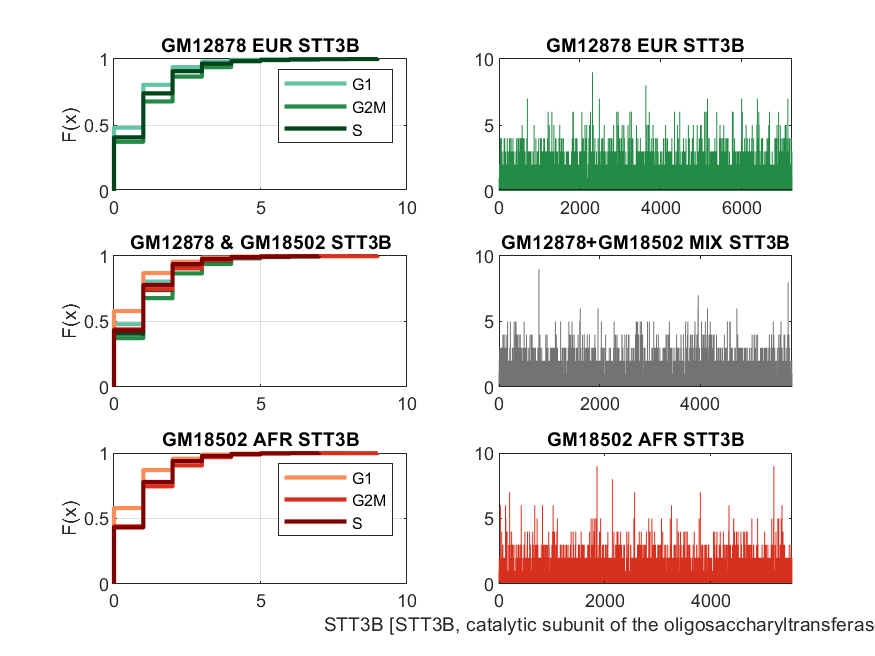 GM12878 EUR STT3B
F(x)
1
0.5
0
0 5 10
G1
G2M
S
GM12878 EUR STT3B
10
5
0
0 2000 4000 6000
GM12878 & GM18502 STT3B
F(x)
1
0.5
0
0 5 10
GM12878+GM18502 MIX STT3B
10
5
0
0 2000 4000
GM18502 AFR STT3B
F(x)
1
0.5
0
0 5 10
G1
G2M
S
GM18502 AFR STT3B
10
5
0
0 2000 4000
STT3B [STT3B, catalytic subunit of the oligosaccharyltransferas